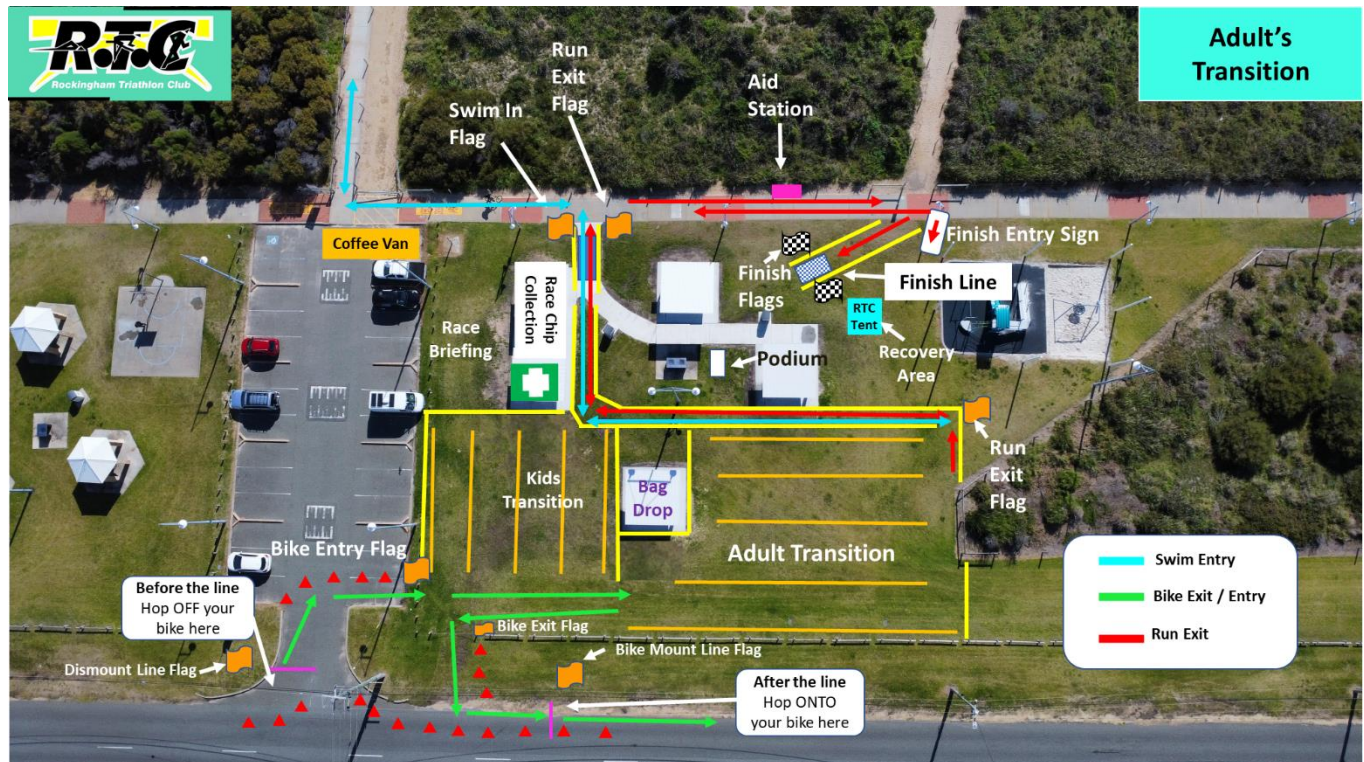 R.T.C
Rockingham Triathlon Club
Adult's
Transition
Run
Exit
Flag
Swim In
Flag
Aid
Station
Coffee Van
Finish Entry Sign
Finish
Flags
Finish Line
Race Chip
Collection
Race
Briefing
RTC
Tent
Podium
Recovery
Area
Run
Exit
Flag
Kids
Transition
Bag
Drop
Adult Transition
Bike Entry Flag
Before the line
Hop OFF your
bike here
Dismount Line Flag
Bike Exit Flag
Bike Mount Line Flag
After the line
Hop ONTO
your bike here
Swim Entry
Bike Exit / Entry
Run Exit